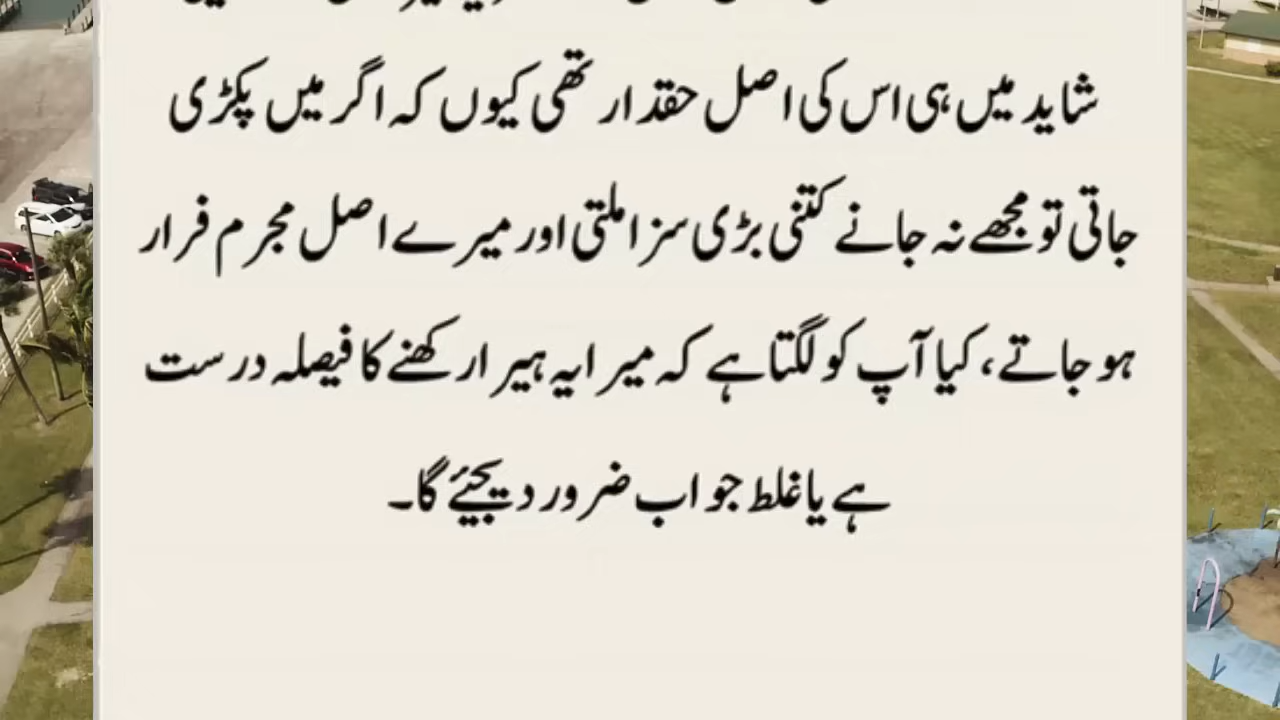 شاید میں ہی اس کی اصل حقدار تھی کیوں کہ اگر میں پکڑی
جاتی تو مجھے نہ جانے کتنی بڑی سزا ملتی اور میرے اصل مجرم فرار
ہو جاتے، کیا آپ کو لگتا ہے کہ میرا یہ ہیرا رکھنے کا فیصلہ درست
ہے یا غلط جواب ضرور دیجیئے گا۔